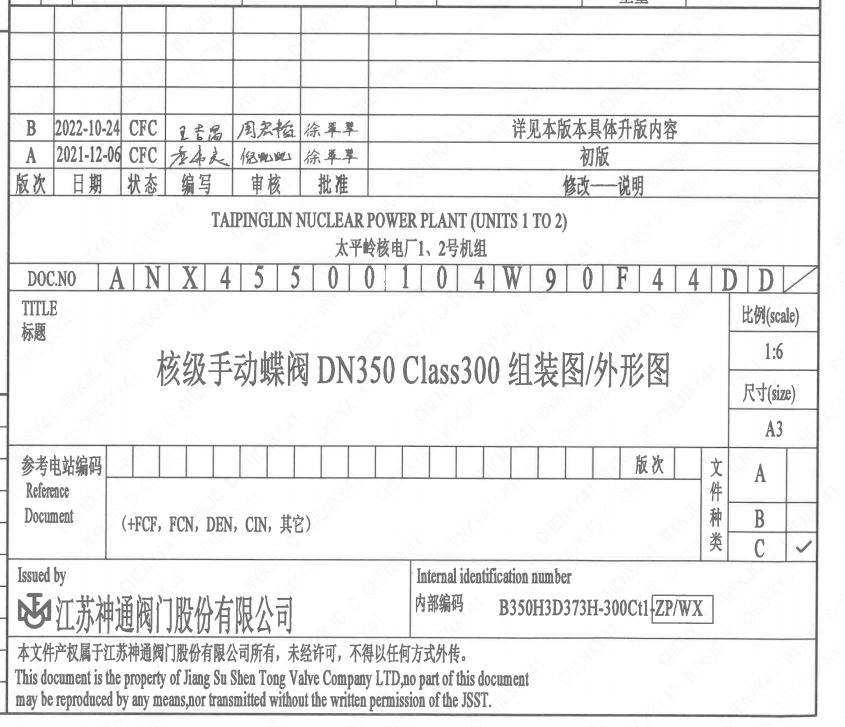 B 2022-10-24 CFC 详见本版本具体升版内容
A 2021-12-06 CFC 初版
版次 日期 状态 编写 审核 批准 修改——说明
TAIPINGLIN NUCLEAR POWER PLANT (UNITS 1 TO 2)
太平岭核电厂1、2号机组
DOC.NO A N X 4 5 5 0 0 1 0 4 W 9 0 F 4 4 D D
TITLE
标题
核级手动蝶阀 DN350 Class300 组装图/外形图
比例(scale)
1:6
尺寸(size)
A3
参考电站编码
Reference
Document
版次
(+FCF, FCN, DEN, CIN, 其它)
文件种类
A
B
C ✓
Issued by
江苏神通阀门股份有限公司
Internal identification number
内部编码 B350H3D373H-300Ct1-ZP/WX
本文件产权属于江苏神通阀门股份有限公司所有，未经许可，不得以任何方式外传。
This document is the property of Jiang Su Shen Tong Valve Company LTD,no part of this document
may be reproduced by any means,nor transmitted without the written permission of the JSST.